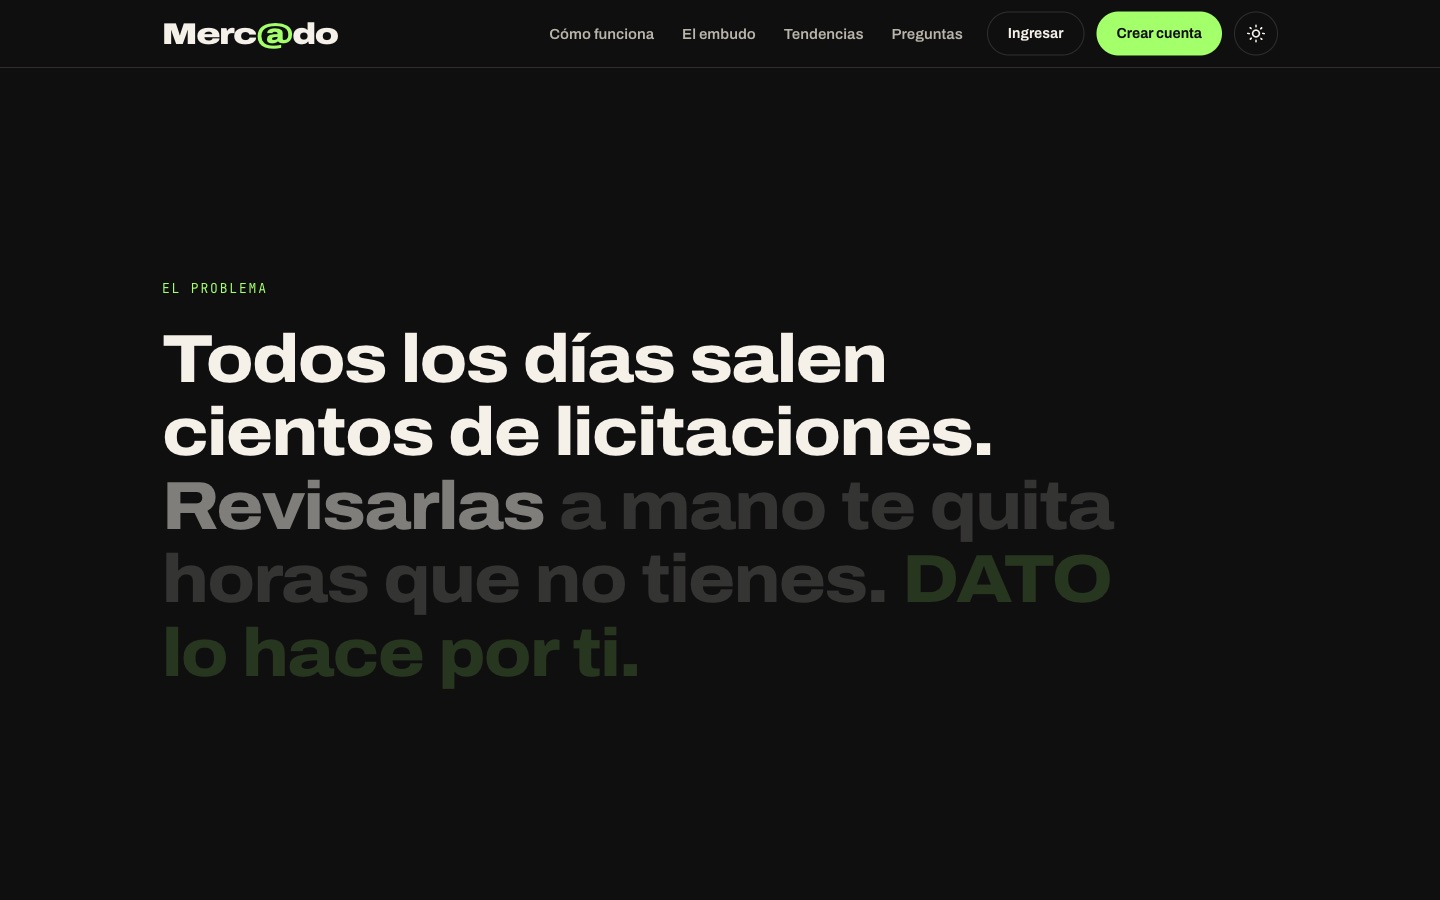 Merc@do
Cómo funciona
El embudo
Tendencias
Preguntas
Ingresar
Crear cuenta
EL PROBLEMA
Todos los días salen
cientos de licitaciones.
Revisarlas a mano te quita
horas que no tienes. DATO
lo hace por ti.